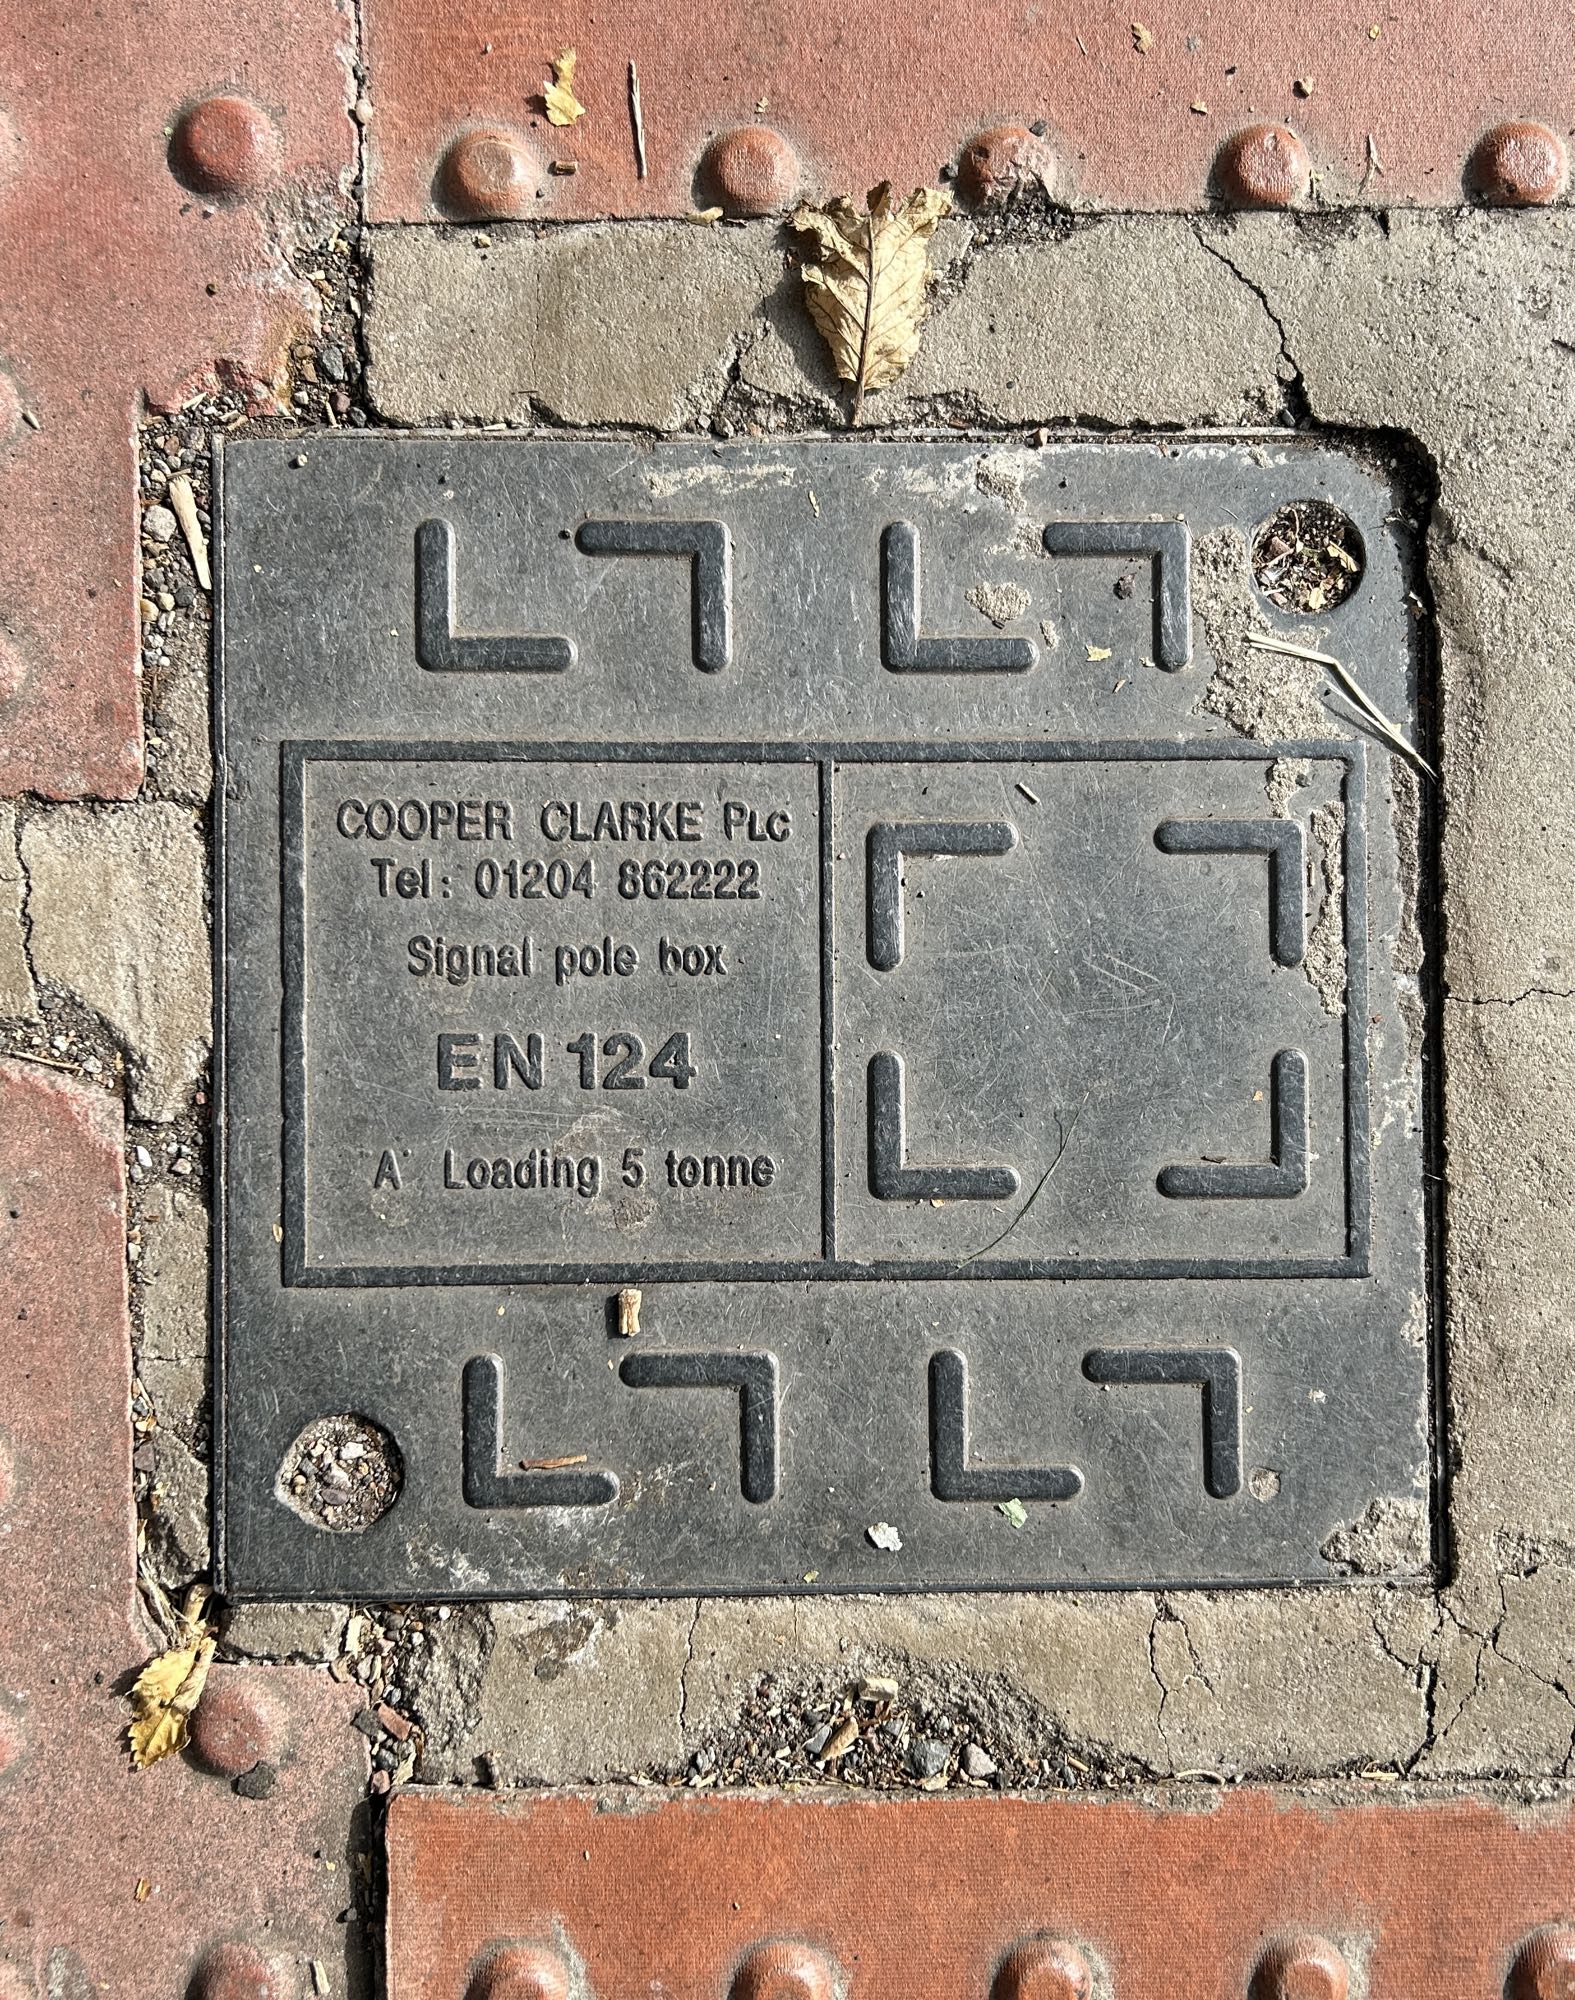 COOPER CLARKE PLC
Tel: 01204 862222
Signal pole box
EN 124
A Loading 5 tonne